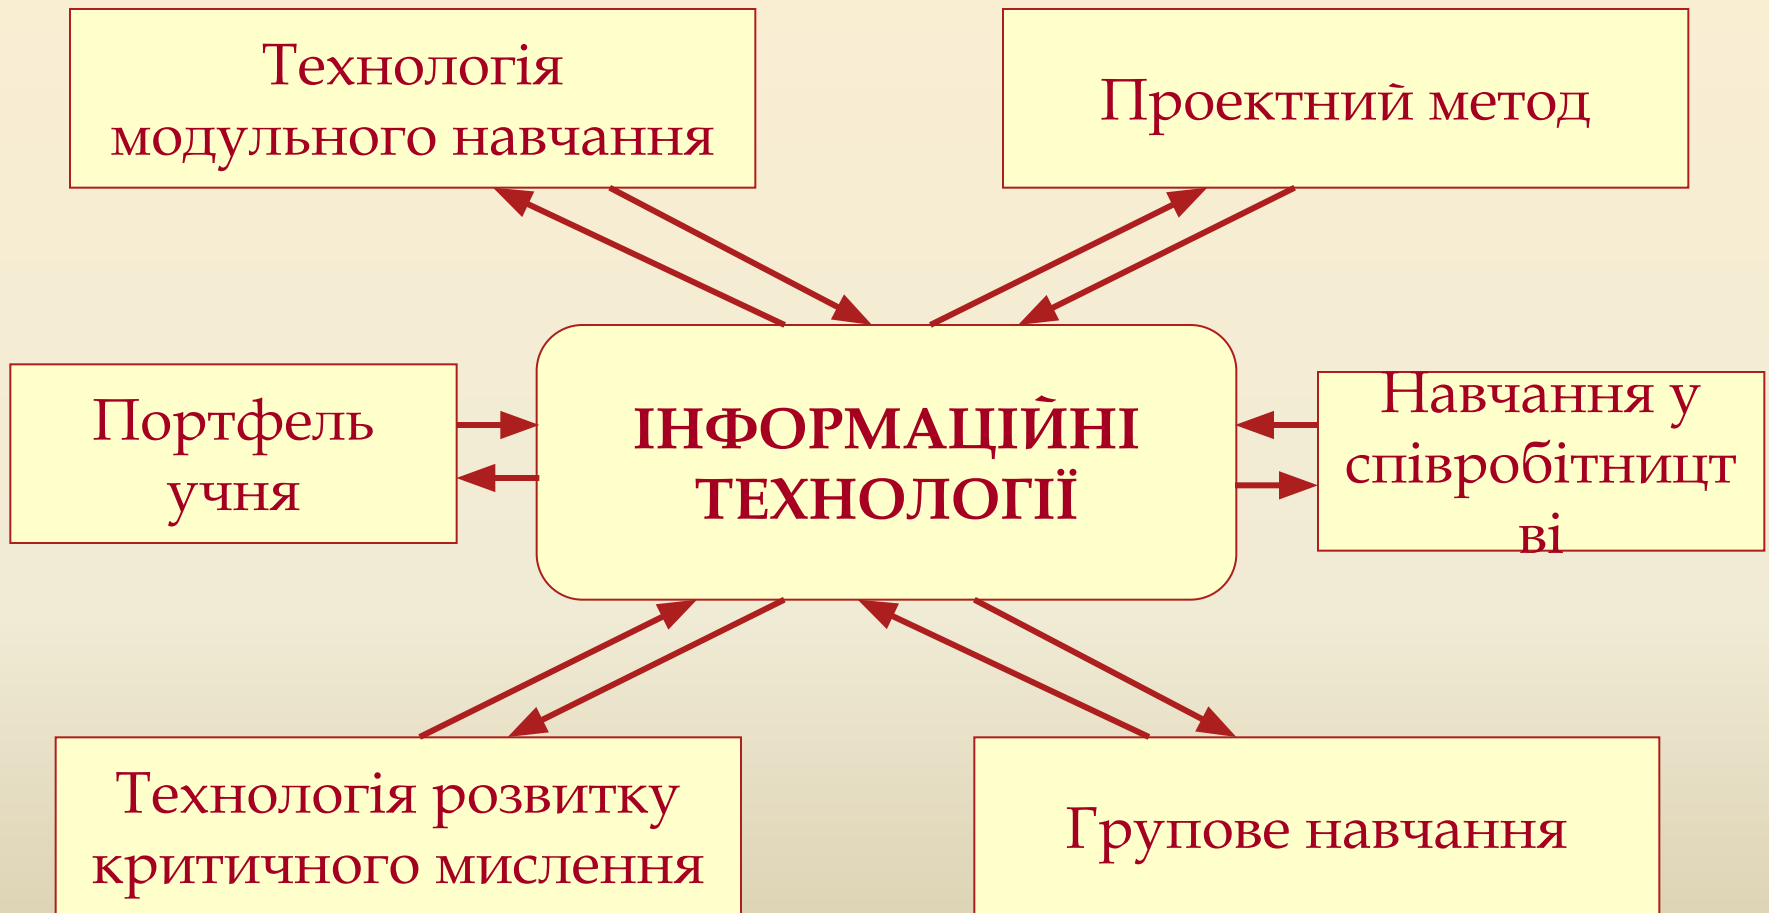 Технологія
модульного навчання
Проектний метод
Портфель
учня
ІНФОРМАЦІЙНІ
ТЕХНОЛОГІЇ
Навчання у
співробітницт
ві
Технологія розвитку
критичного мислення
Групове навчання